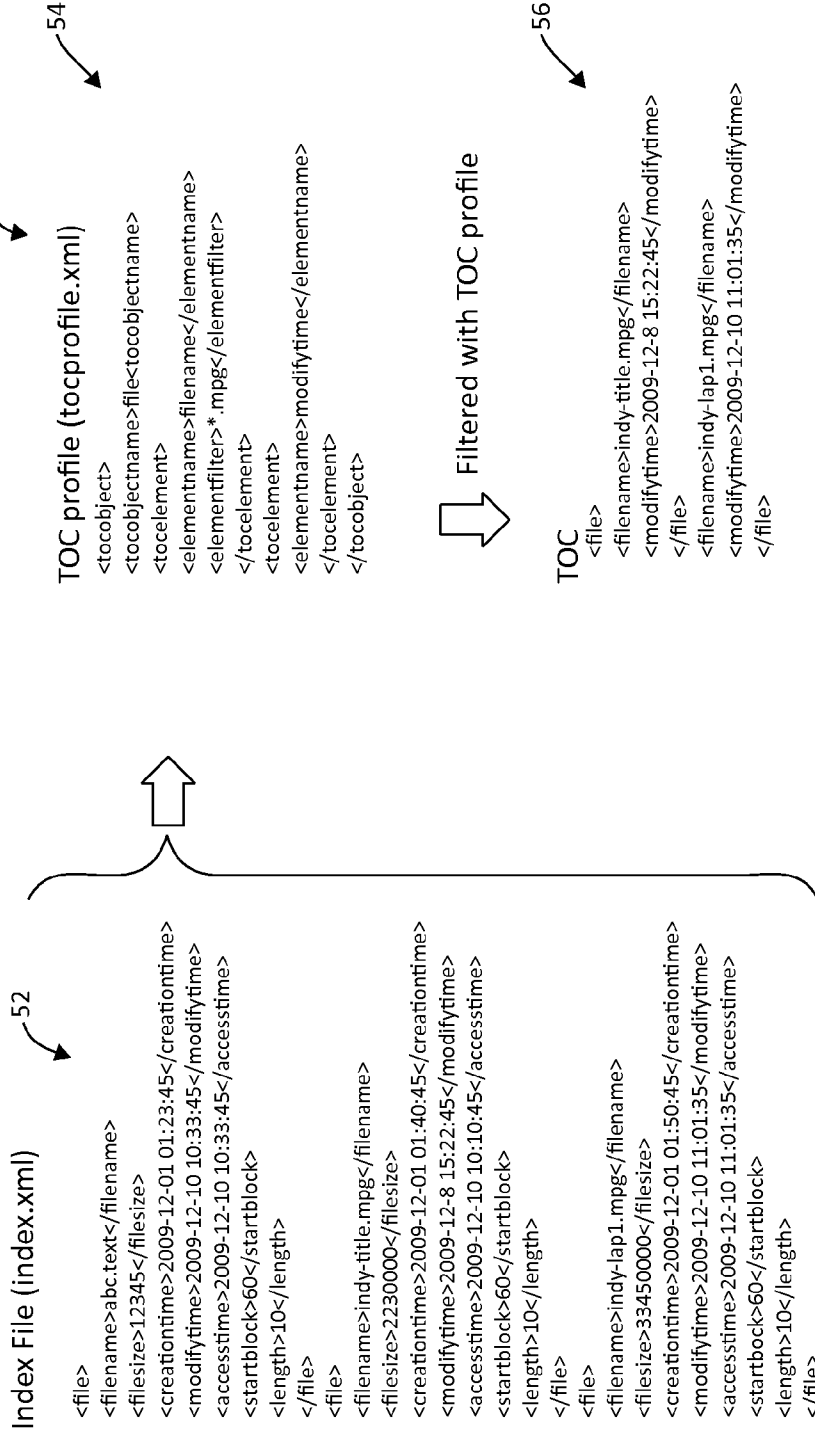 Index File (index.xml)
52
<file>
<filename>abc.text</filename>
<filesize>12345</filesize>
<creationtime>2009-12-01 01:23:45</creationtime>
<modifytime>2009-12-10 10:33:45</modifytime>
<accesstime>2009-12-10 10:33:45</accesstime>
<startblock>60</startblock>
<length>10</length>
</file>
<file>
<filename>indy-title.mpg</filename>
<filesize>2230000</filesize>
<creationtime>2009-12-01 01:40:45</creationtime>
<modifytime>2009-12-8 15:22:45</modifytime>
<accesstime>2009-12-10 10:10:45</accesstime>
<startblock>60</startblock>
<length>10</length>
</file>
<file>
<filename>indy-lap1.mpg</filename>
<filesize>33450000</filesize>
<creationtime>2009-12-01 01:50:45</creationtime>
<modifytime>2009-12-10 11:01:35</modifytime>
<accesstime>2009-12-10 11:01:35</accesstime>
<startbock>60</startblock>
<length>10</length>
</file>
TOC profile (tocprofile.xml)
54
<tocobject>
<tocobjectname>file<tocobjectname>
<tocelement>
<elementname>filename</elementname>
<elementfilter>*.mpg</elementfilter>
</tocelement>
<tocelement>
<elementname>modifytime</elementname>
</tocelement>
</tocobject>
Filtered with TOC profile
TOC
56
<file>
<filename>indy-title.mpg</filename>
<modifytime>2009-12-8 15:22:45</modifytime>
</file>
<filename>indy-lap1.mpg</filename>
<modifytime>2009-12-10 11:01:35</modifytime>
</file>